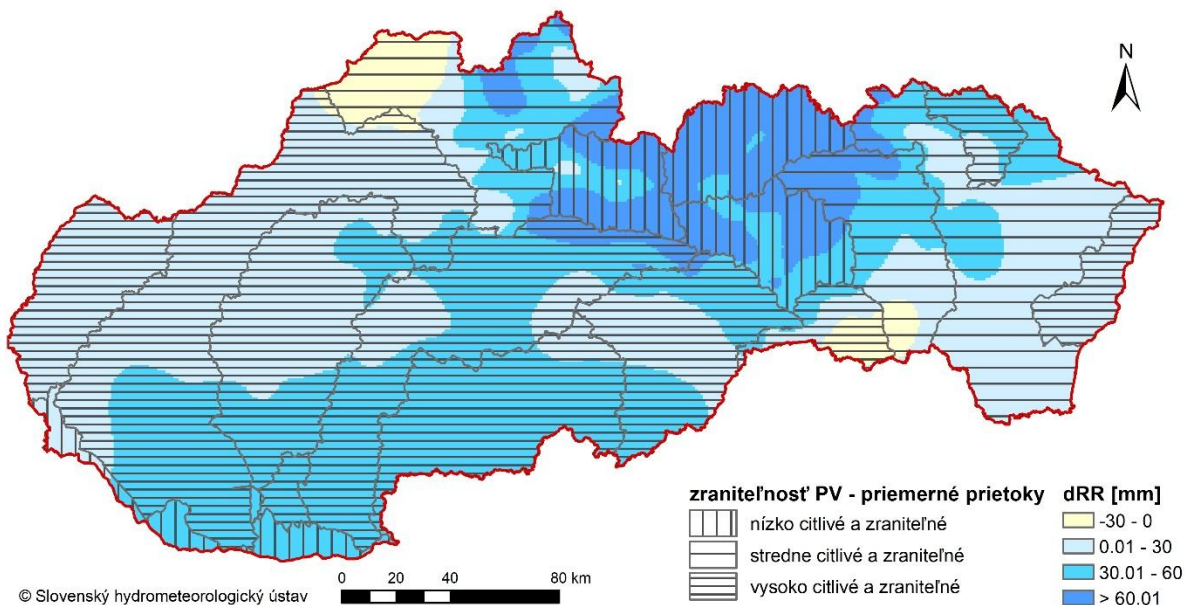 N
zraniteľnosť PV - priemerné prietoky
nízko citlivé a zraniteľné
stredne citlivé a zraniteľné
vysoko citlivé a zraniteľné
dRR [mm]
-30 - 0
0.01 - 30
30.01 - 60
> 60.01
0 20 40 80 km
© Slovenský hydrometeorologický ústav